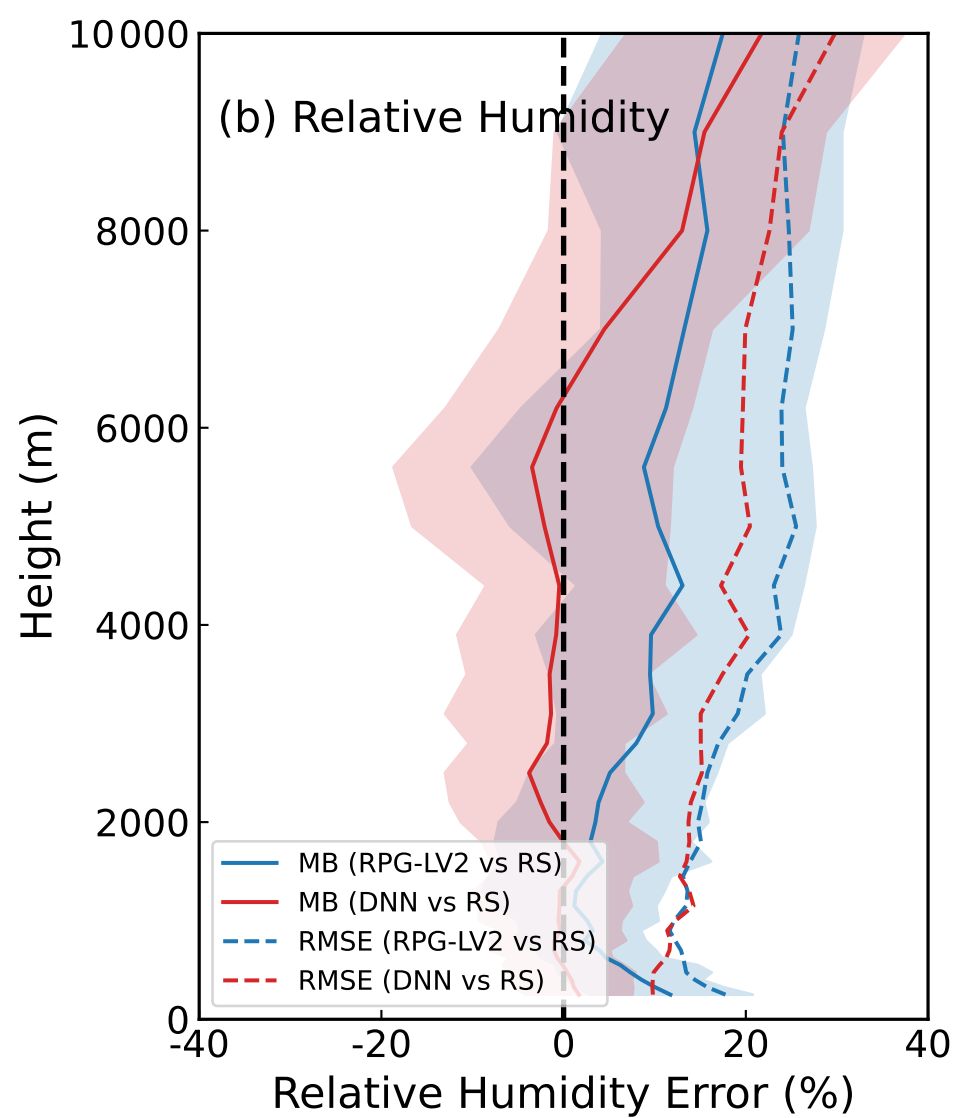 10000
(b) Relative Humidity
8000
6000
Height (m)
4000
2000
MB (RPG-LV2 vs RS)
MB (DNN vs RS)
RMSE (RPG-LV2 vs RS)
RMSE (DNN vs RS)
0
-40 -20 0 20 40
Relative Humidity Error (%)